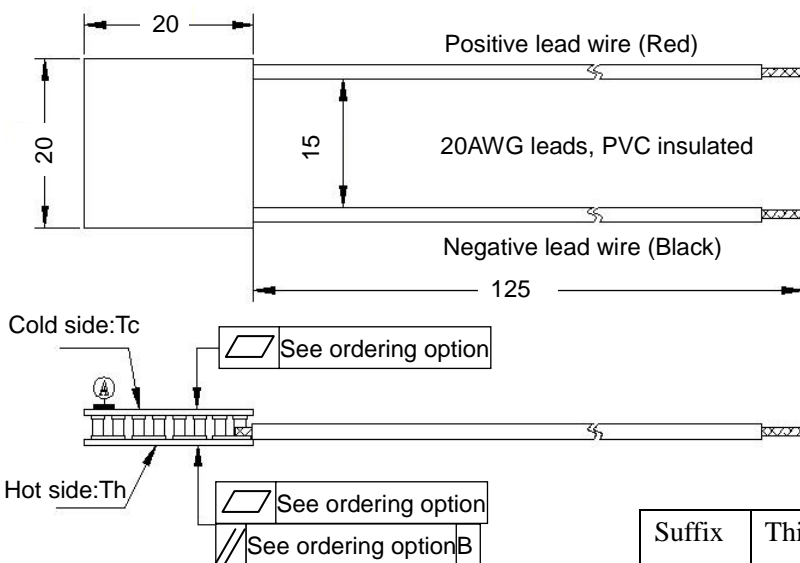 20
Positive lead wire (Red)
20
15
20AWG leads, PVC insulated
Negative lead wire (Black)
125
Cold side:Tc
See ordering option
A
Hot side:Th
See ordering option
See ordering option B
Suffix